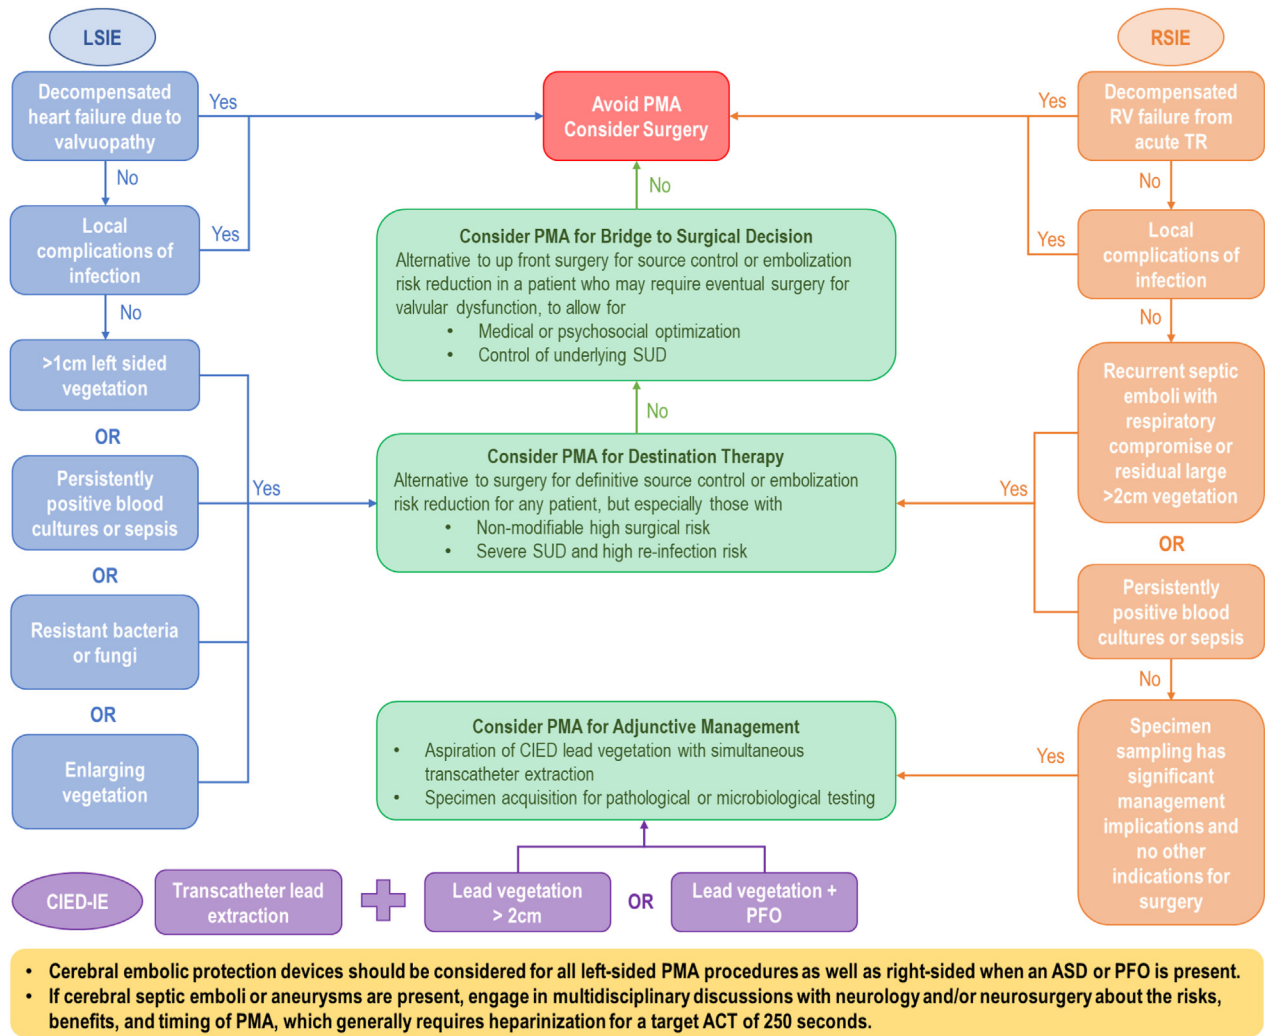 LSIE
Decompensated
heart failure due to
valvuopathy
Yes
No
Local
complications of
infection
Yes
No
>1cm left sided
vegetation
OR
Persistently
positive blood
cultures or sepsis
Yes
OR
Resistant bacteria
or fungi
OR
Enlarging
vegetation
Avoid PMA
Consider Surgery
No
Consider PMA for Bridge to Surgical Decision
Alternative to up front surgery for source control or embolization
risk reduction in a patient who may require eventual surgery for
valvular dysfunction, to allow for
• Medical or psychosocial optimization
• Control of underlying SUD
No
Consider PMA for Destination Therapy
Alternative to surgery for definitive source control or embolization
risk reduction for any patient, but especially those with
• Non-modifiable high surgical risk
• Severe SUD and high re-infection risk
Consider PMA for Adjunctive Management
• Aspiration of CIED lead vegetation with simultaneous
transcatheter extraction
• Specimen acquisition for pathological or microbiological testing
RSIE
Decompensated
RV failure from
acute TR
Yes
No
Local
complications of
infection
Yes
No
Recurrent septic
emboli with
respiratory
compromise or
residual large
>2cm vegetation
Yes
OR
Persistently
positive blood
cultures or sepsis
No
Specimen
sampling has
significant
management
implications and
no other
indications for
surgery
Yes
CIED-IE
Transcatheter lead
extraction
Lead vegetation
> 2cm
OR
Lead vegetation +
PFO
• Cerebral embolic protection devices should be considered for all left-sided PMA procedures as well as right-sided when an ASD or PFO is present.
• If cerebral septic emboli or aneurysms are present, engage in multidisciplinary discussions with neurology and/or neurosurgery about the risks,
benefits, and timing of PMA, which generally requires heparinization for a target ACT of 250 seconds.